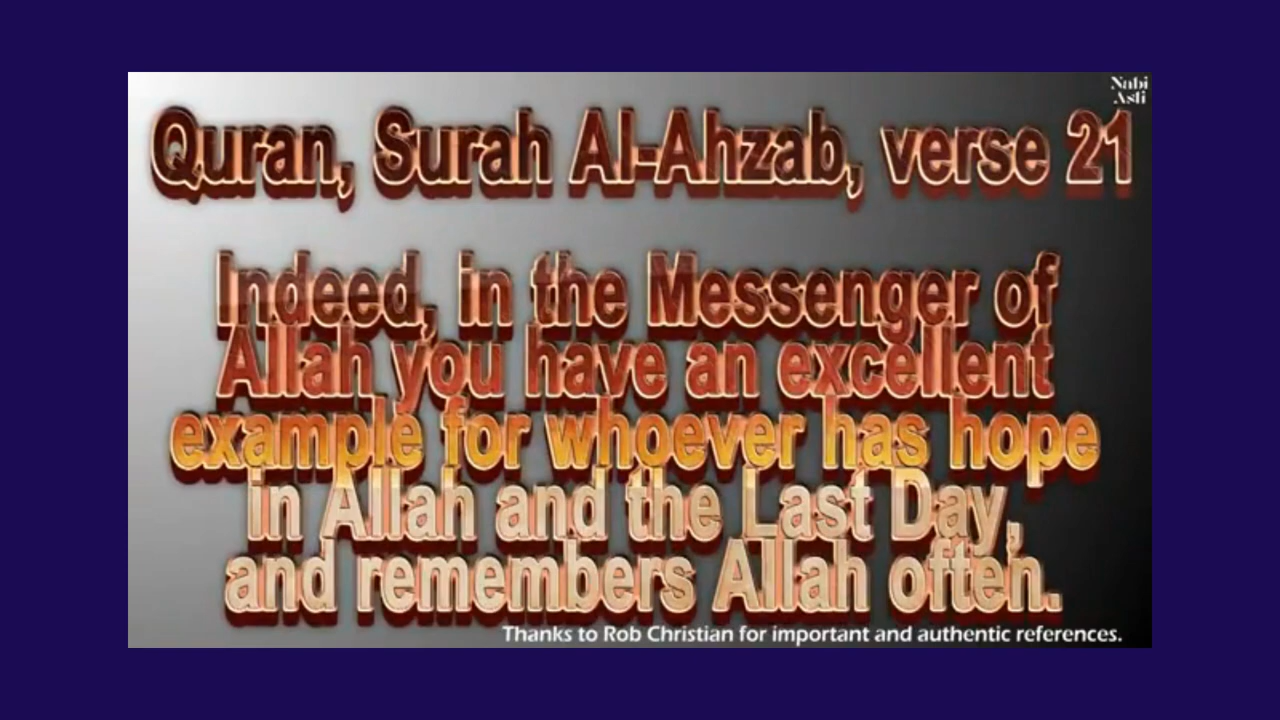 Nabi
Asli
Quran, Surah Al-Ahzab, verse 21
Indeed, in the Messenger of
Allah you have an excellent
example for whoever has hope
in Allah and the Last Day,
and remembers Allah often.
Thanks to Rob Christian for important and authentic references.